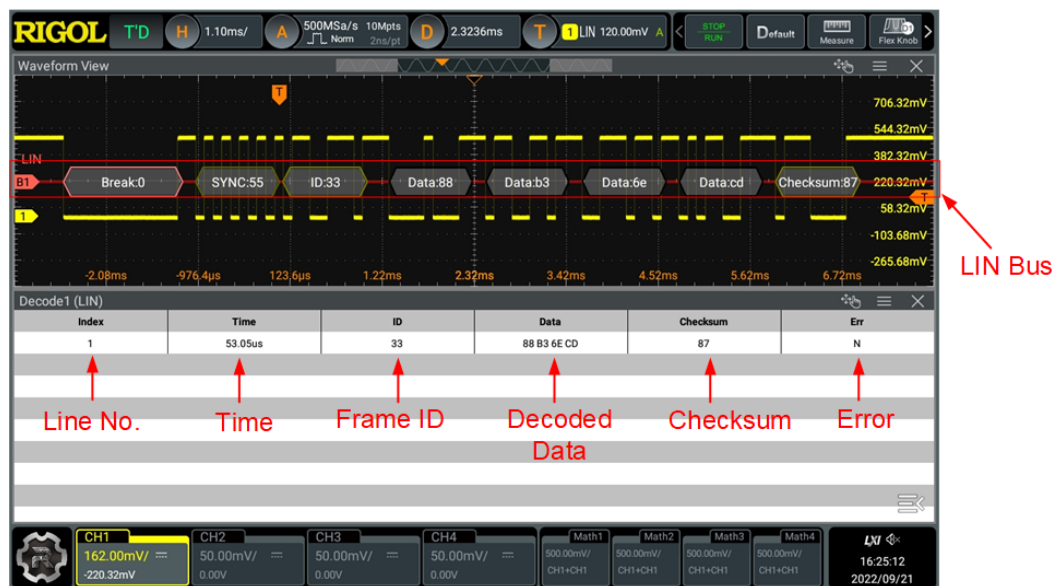 RIGOL T'D H 1.10ms/ A 500MSa/s 10Mpts Norm 2ns/pt D 2.3236ms T 1 LIN 120.00mV A < STOP RUN Default Measure Flex Knob >
Waveform View
T
706.32mV
544.32mV
LIN
382.32mV
B1 Break:0 SYNC:55 ID:33 Data:88 Data:b3 Data:6e Data:cd Checksum:87 220.32mV
T
1
58.32mV
-103.68mV
-265.68mV
LIN Bus
-2.08ms -976.4µs 123.6µs 1.22ms 2.32ms 3.42ms 4.52ms 5.62ms 6.72ms
Decode1 (LIN)
Index Time ID Data Checksum Err
1 53.05us 33 88 B3 6E CD 87 N
Line No. Time Frame ID Decoded Data Checksum Error
CH1 CH2 CH3 CH4 Math1 Math2 Math3 Math4
162.00mV/ 50.00mV/ 50.00mV/ 50.00mV/ 500.00mV/ 500.00mV/ 500.00mV/ 500.00mV/
-220.32mV 0.00V 0.00V 0.00V CH1+CH1 CH1+CH1 CH1+CH1 CH1+CH1
LXI
16:25:12
2022/09/21
R